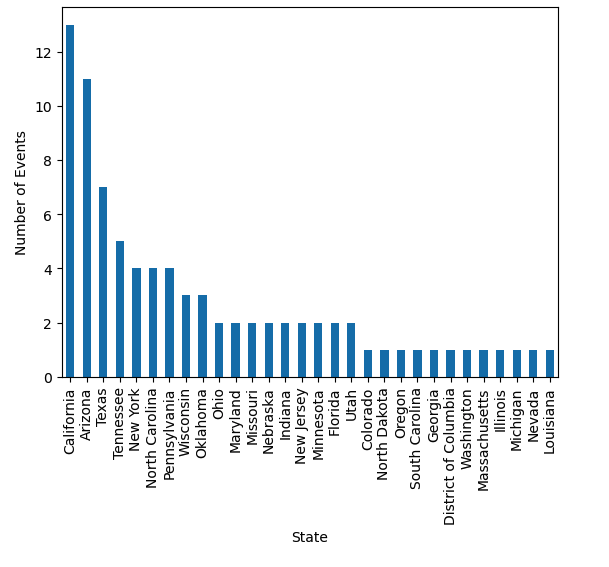 12
10
8
6
4
2
0
Number of Events
California
Arizona
Texas
Tennessee
New York
North Carolina
Pennsylvania
Wisconsin
Oklahoma
Ohio
Maryland
Missouri
Nebraska
Indiana
New Jersey
Minnesota
Florida
Utah
Colorado
North Dakota
Oregon
South Carolina
Georgia
District of Columbia
Washington
Massachusetts
Illinois
Michigan
Nevada
Louisiana
State